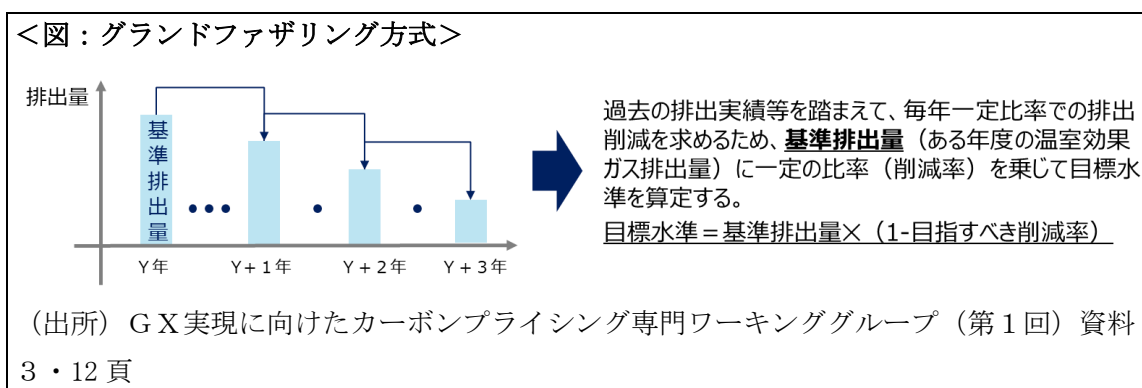 ＜図：グランドファザリング方式＞
排出量
基準排出量
Y年
Y+1年
Y+2年
Y+3年
過去の排出実績等を踏まえて、毎年一定比率での排出
削減を求めるため、基準排出量（ある年度の温室効果
ガス排出量）に一定の比率（削減率）を乗じて目標水
準を算定する。
目標水準＝基準排出量×（1-目指すべき削減率）
（出所）ＧＸ実現に向けたカーボンプライシング専門ワーキンググループ（第１回）資料
３・12 頁